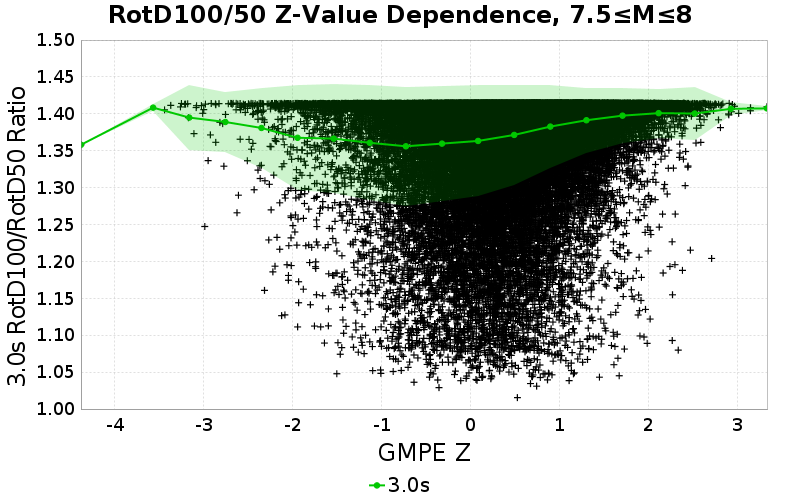 RotD100/50 Z-Value Dependence, 7.5≤M≤8
3.0s RotD100/RotD50 Ratio
1.50
1.45
1.40
1.35
1.30
1.25
1.20
1.15
1.10
1.05
1.00
-4 -3 -2 -1 0 1 2 3
GMPE Z
3.0s